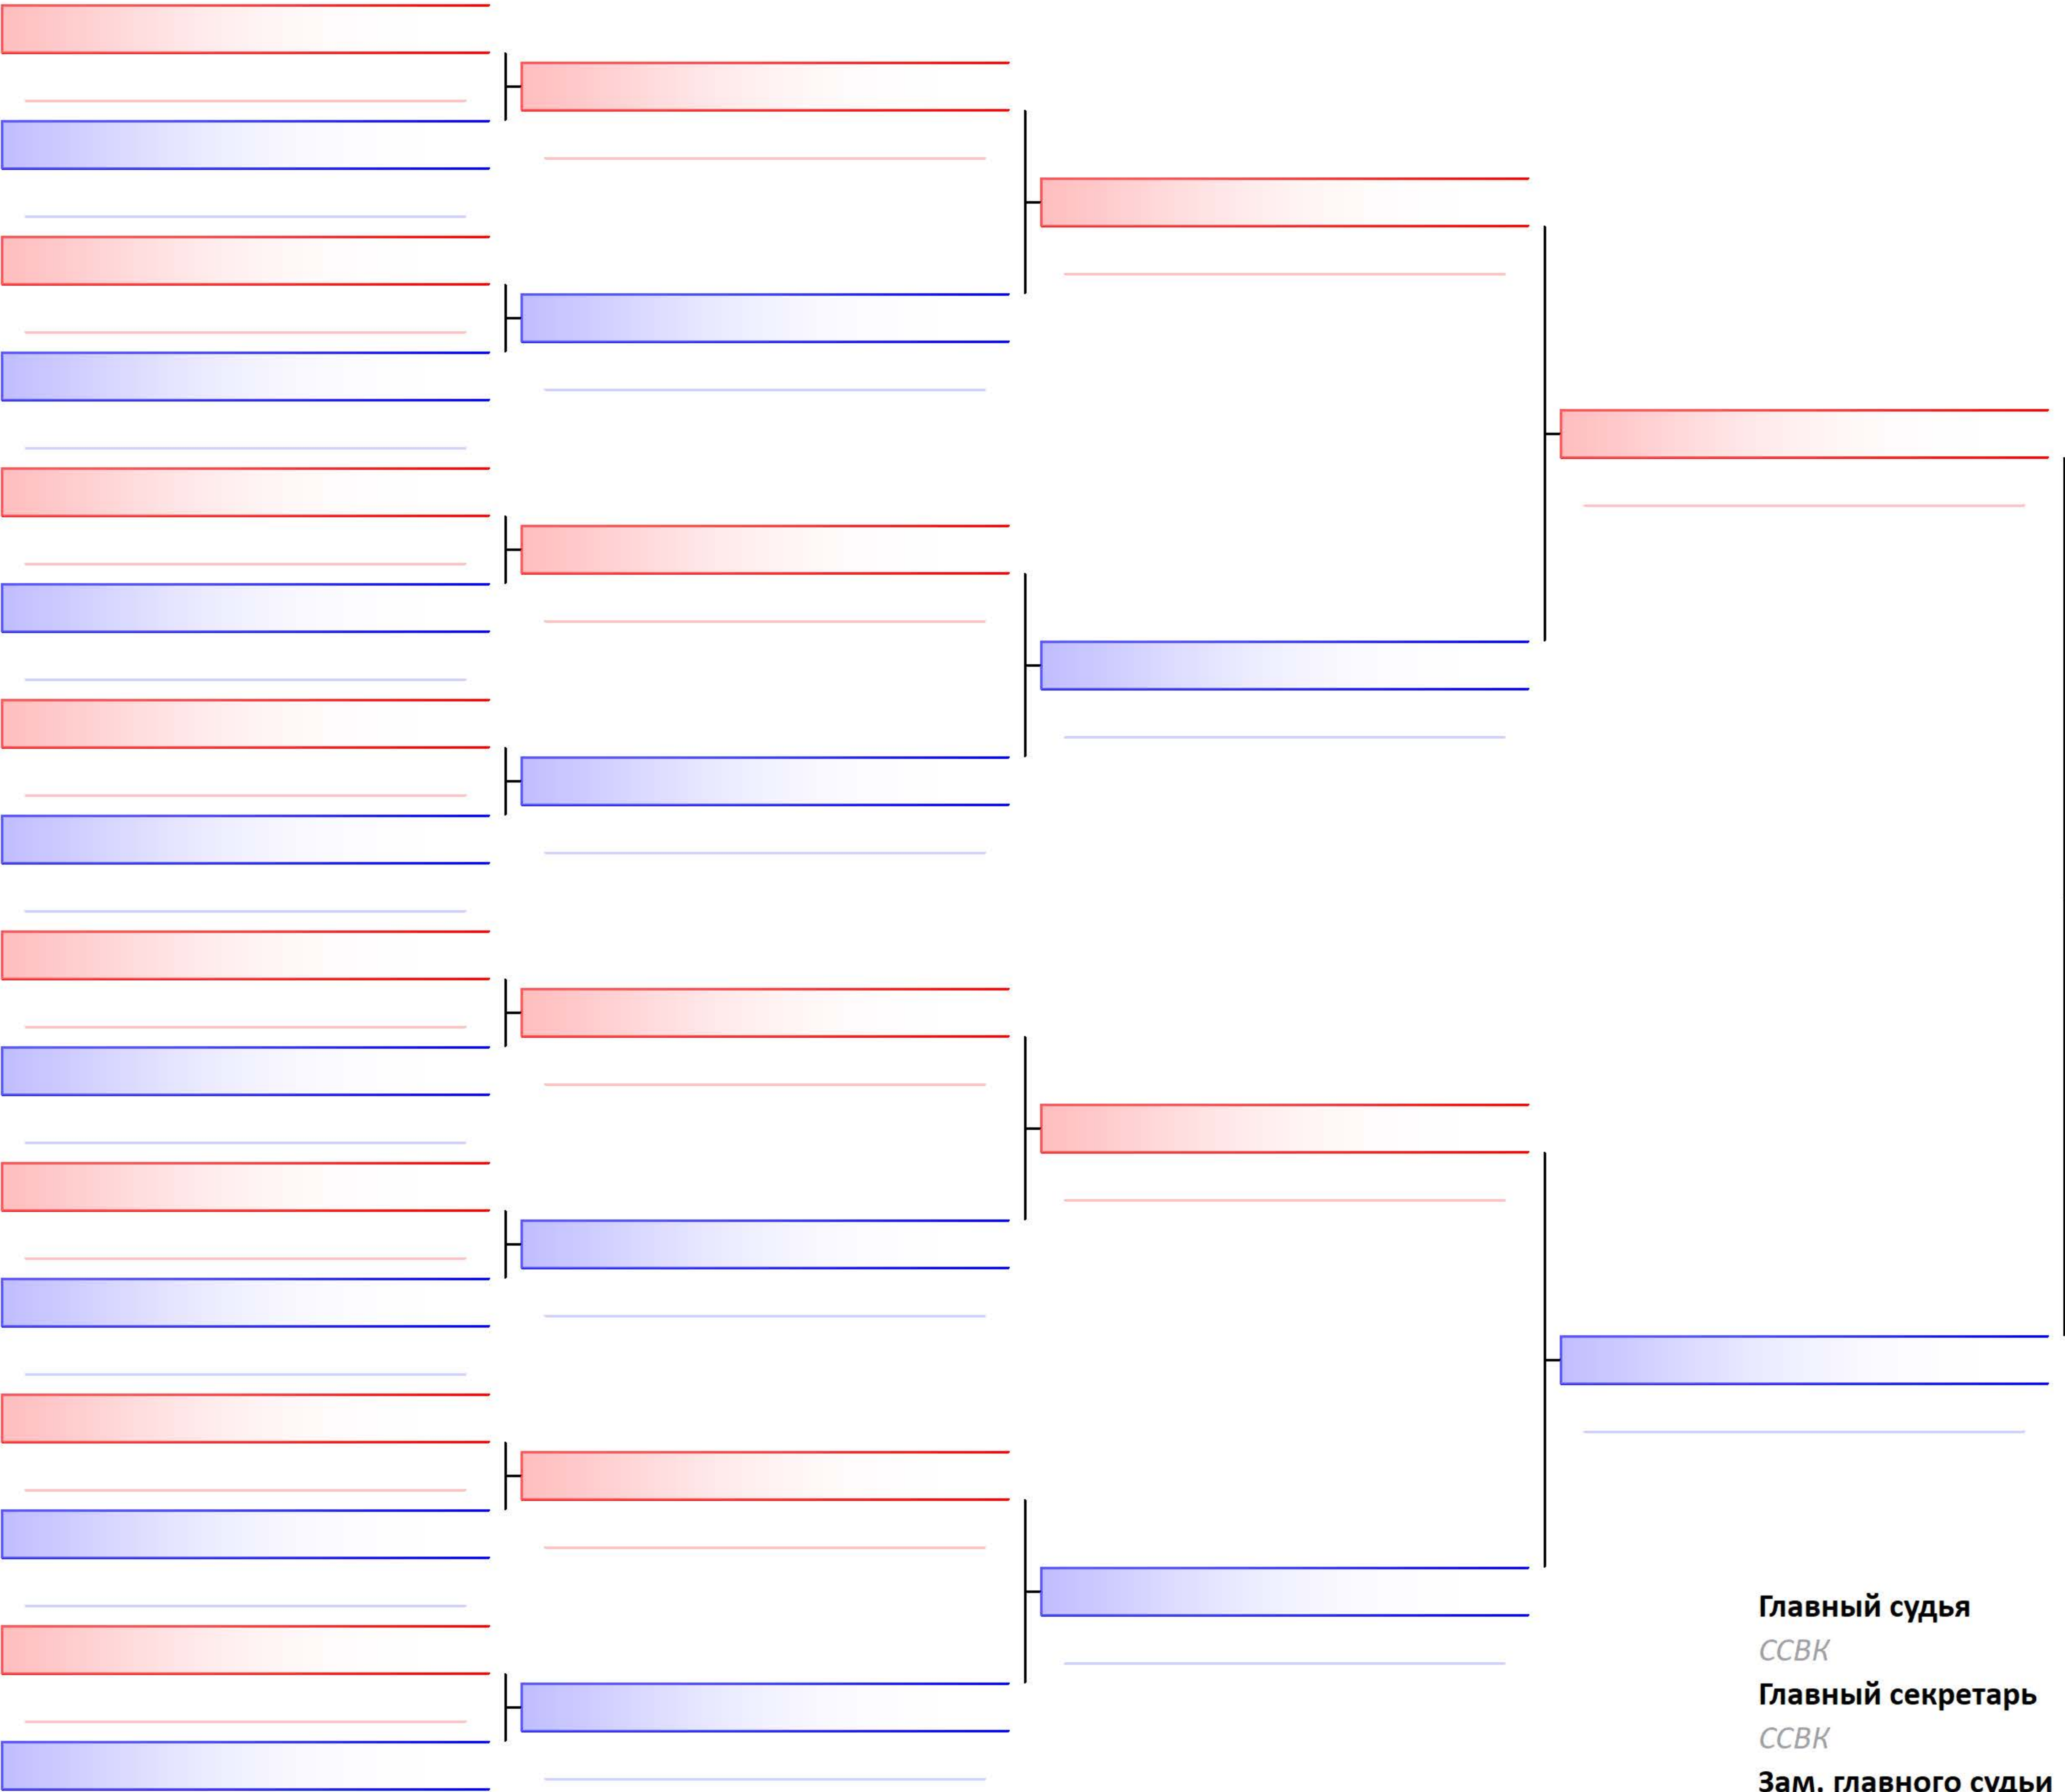 Главный судья
ССВК
Главный секретарь
ССВК
Зам. главного судьи